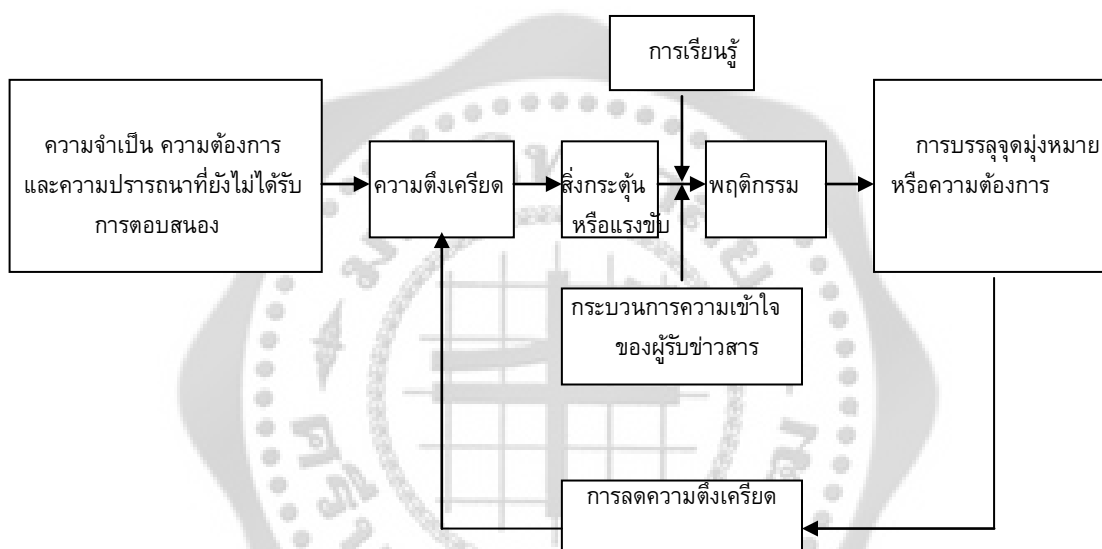 การเรียนรู้
ความจำเป็น ความต้องการ
และความปรารถนาที่ยังไม่ได้รับ
การตอบสนอง
ความตึงเครียด
สิ่งกระตุ้น
หรือแรงขับ
พฤติกรรม
การบรรลุจุดมุ่งหมาย
หรือความต้องการ
กระบวนการความเข้าใจ
ของผู้รับข่าวสาร
การลดความตึงเครียด